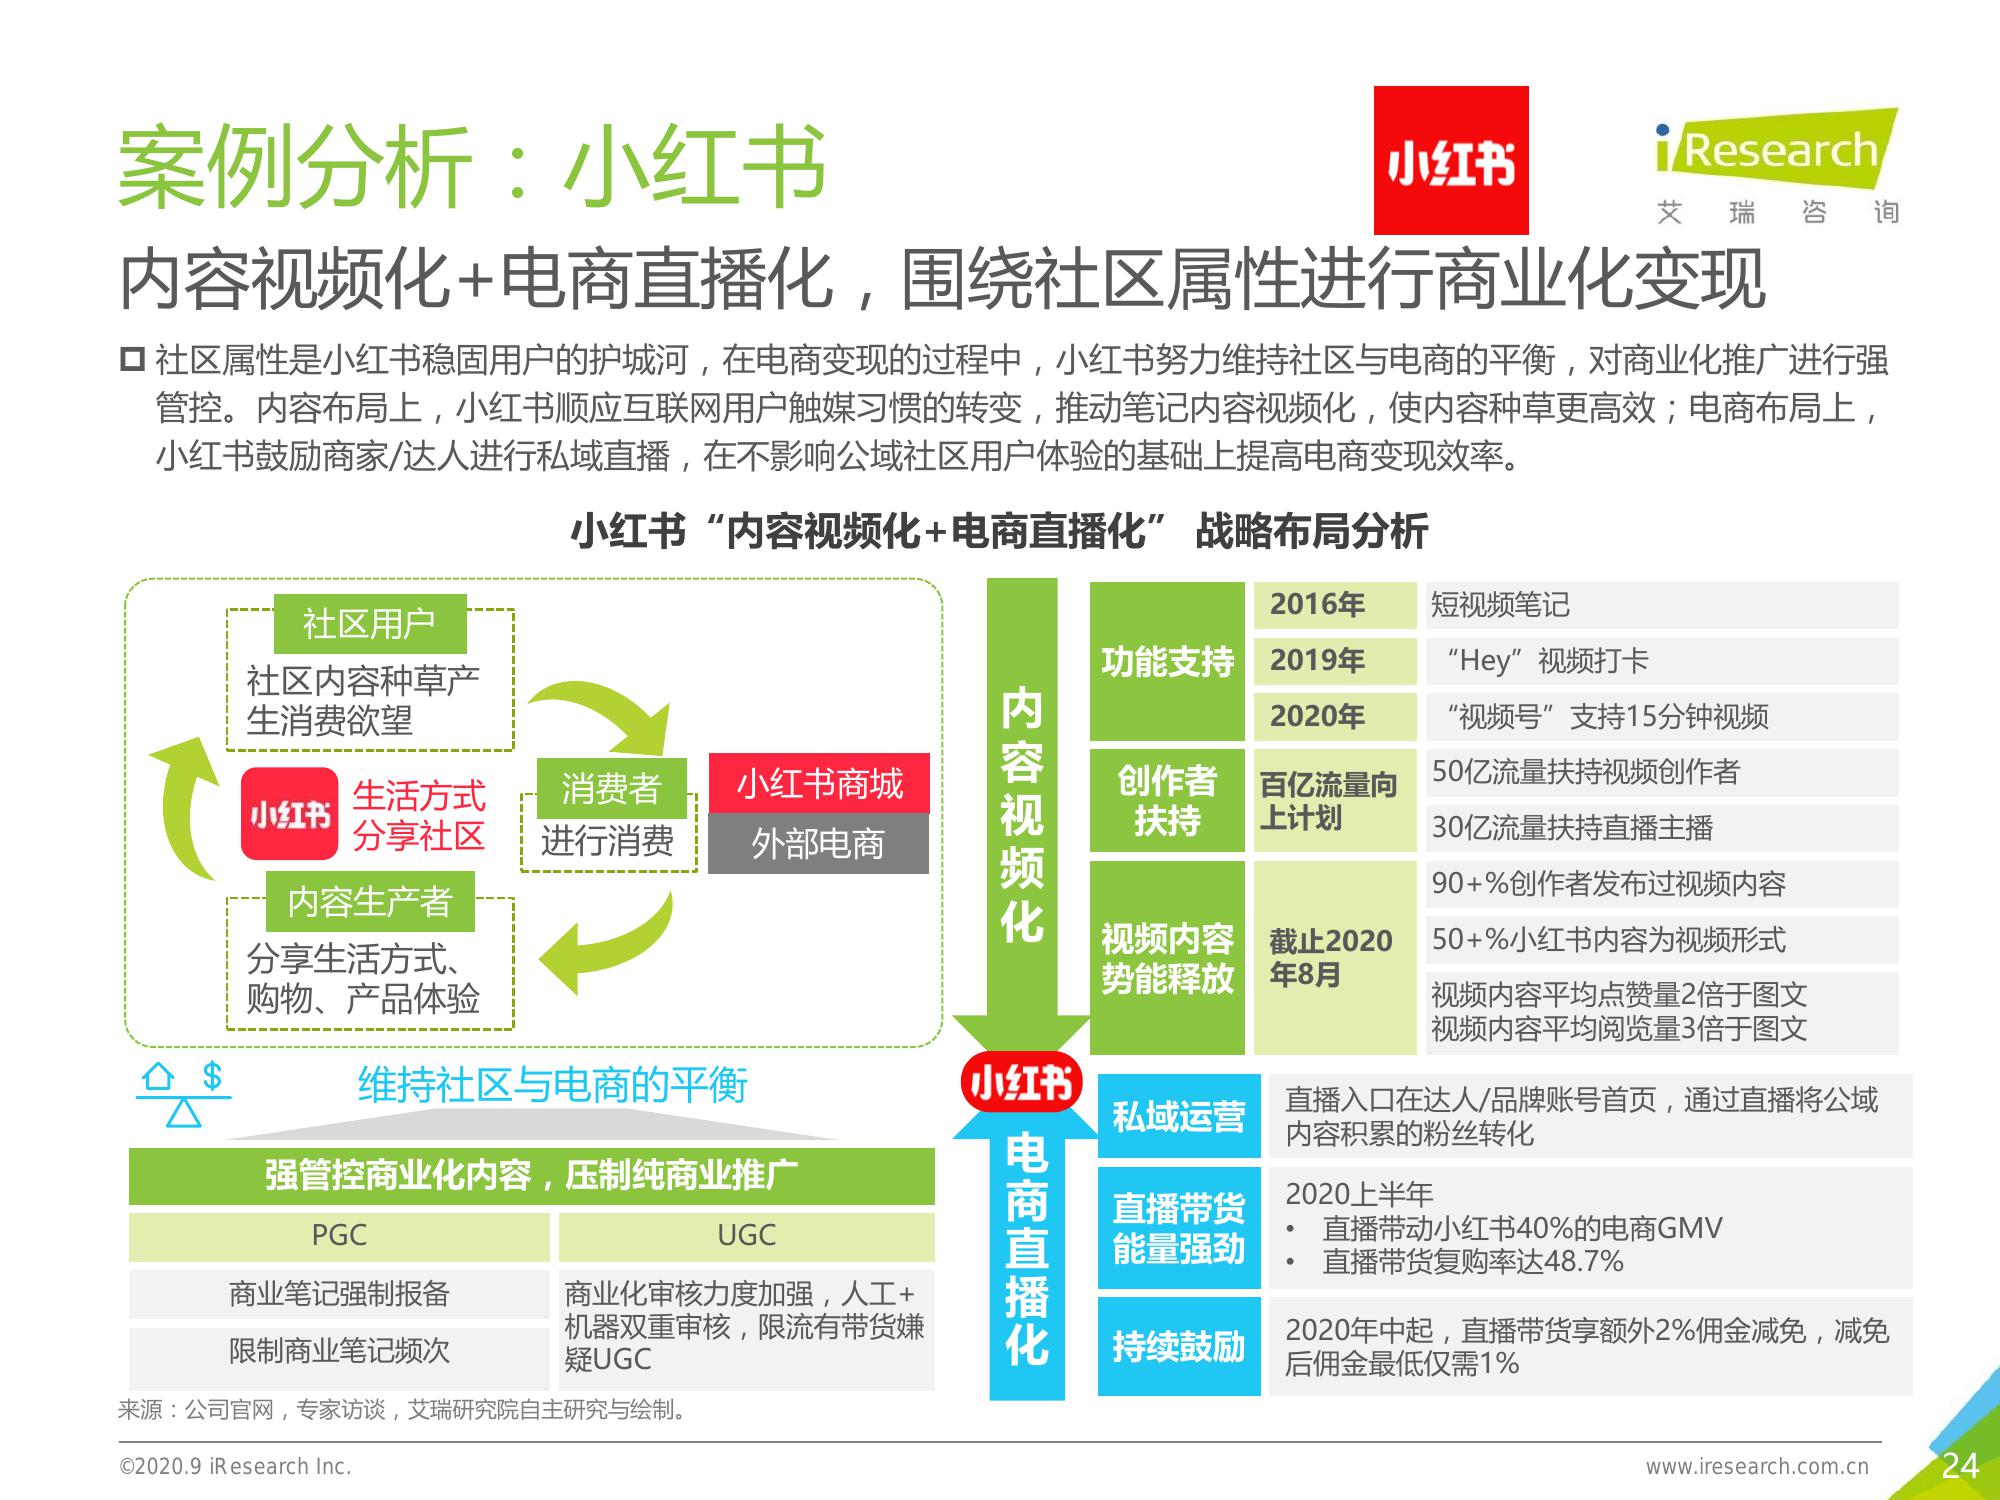 案例分析：小红书
小红书
iResearch
艾瑞咨询
内容视频化+电商直播化，围绕社区属性进行商业化变现
社区属性是小红书稳固用户的护城河，在电商变现的过程中，小红书努力维持社区与电商的平衡，对商业化推广进行强
管控。内容布局上，小红书顺应互联网用户触媒习惯的转变，推动笔记内容视频化，使内容种草更高效；电商布局上，
小红书鼓励商家/达人进行私域直播，在不影响公域社区用户体验的基础上提高电商变现效率。
小红书“内容视频化+电商直播化” 战略布局分析
社区用户
社区内容种草产
生消费欲望
小红书
生活方式
分享社区
消费者
进行消费
小红书商城
外部电商
内容生产者
分享生活方式、
购物、产品体验
$
维持社区与电商的平衡
强管控商业化内容，压制纯商业推广
PGC
UGC
商业笔记强制报备
限制商业笔记频次
商业化审核力度加强，人工+
机器双重审核，限流有带货嫌
疑UGC
内容视频化
功能支持
2016年
短视频笔记
2019年
“Hey”视频打卡
2020年
“视频号”支持15分钟视频
创作者
扶持
百亿流量向
上计划
50亿流量扶持视频创作者
30亿流量扶持直播主播
视频内容
势能释放
截止2020
年8月
90+%创作者发布过视频内容
50+%小红书内容为视频形式
视频内容平均点赞量2倍于图文
视频内容平均阅览量3倍于图文
小红书
电商直播化
私域运营
直播入口在达人/品牌账号首页，通过直播将公域
内容积累的粉丝转化
直播带货
能量强劲
2020上半年
• 直播带动小红书40%的电商GMV
• 直播带货复购率达48.7%
持续鼓励
2020年中起，直播带货享额外2%佣金减免，减免
后佣金最低仅需1%
来源：公司官网，专家访谈，艾瑞研究院自主研究与绘制。
©2020.9 iResearch Inc.
www.iresearch.com.cn
24